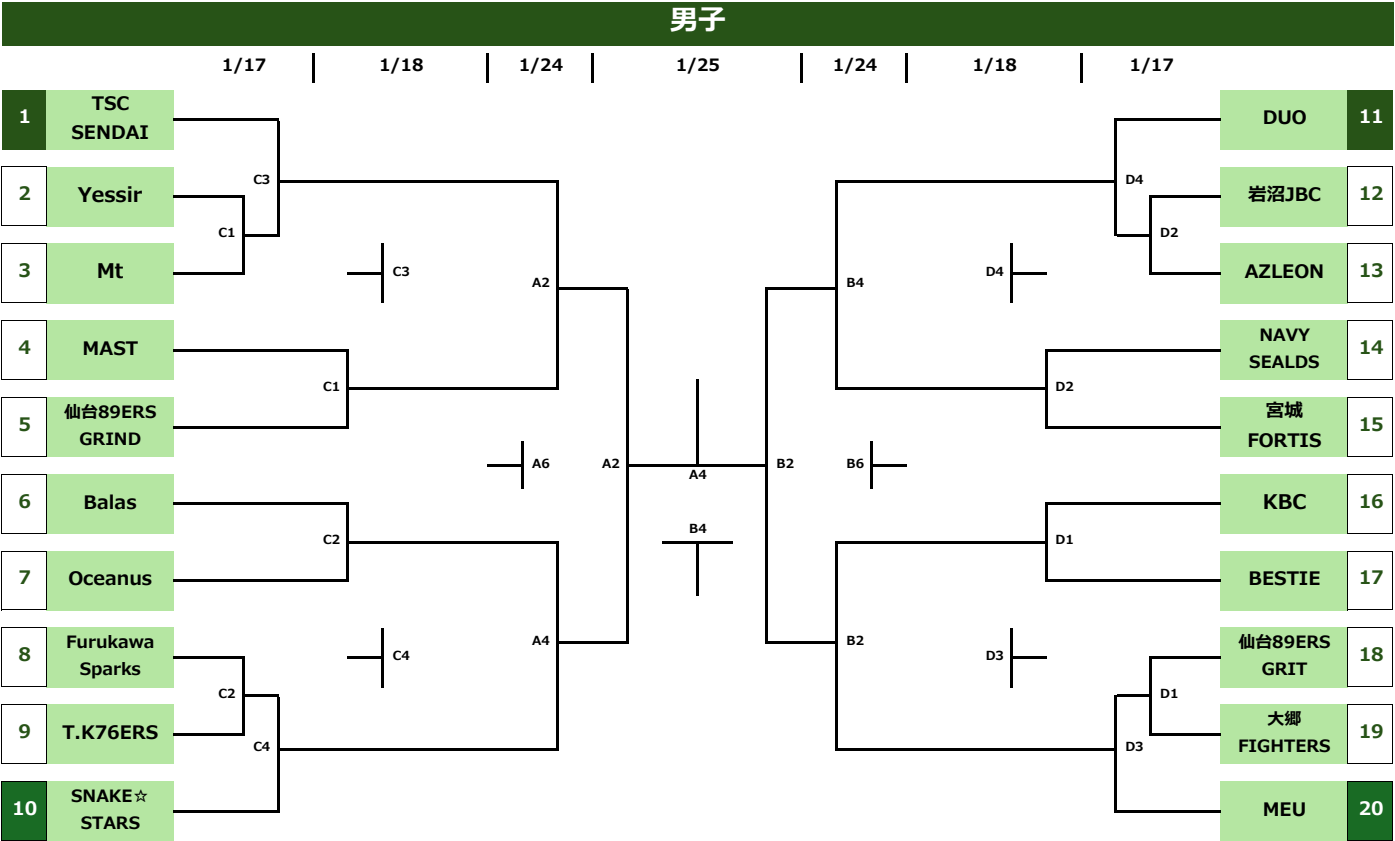 男子
1/17 1/18 1/24 1/25 1/24 1/18 1/17
1
TSC
SENDAI
DUO
11
2
Yessir
C3
D4
岩沼JBC
12
C1
D2
3
Mt
C3
A2
B4
D4
AZLEON
13
4
MAST
NAVY
SEALDS
14
C1
D2
5
仙台89ERS
GRIND
宮城
FORTIS
15
A6
A2
A4
B2
B6
6
Balas
KBC
16
C2
B4
D1
7
Oceanus
BESTIE
17
8
Furukawa
Sparks
C4
A4
B2
D3
仙台89ERS
GRIT
18
C2
D1
9
T.K76ERS
C4
D3
大郷
FIGHTERS
19
10
SNAKE☆
STARS
MEU
20